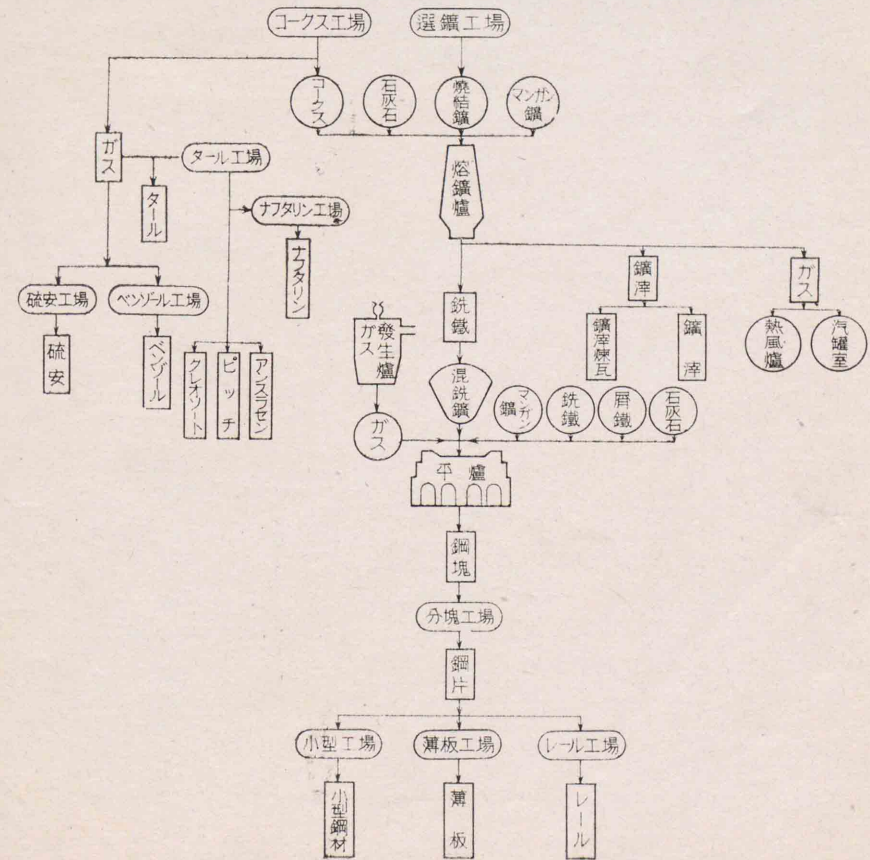 コークス工場
選鑛工場
コークス
石灰石
燒結鑛
マンガン鑛
ガス
タール工場
タール
ナフタリン工場
ナフタリン
熔鑛爐
硫安工場
ベンゾール工場
硫安
ベンゾール
クレオソート
ピッチ
アンスラセン
發生爐
ガス
銑鐵
鑛滓
ガス
鑛滓煉瓦
鑛滓
熱風爐
汽罐室
混銑鑛
ガス
マンガン鑛
銑鐵
屑鐵
石灰石
平爐
鋼塊
分塊工場
鋼片
小型工場
薄板工場
レール工場
小型鋼材
薄板
レール